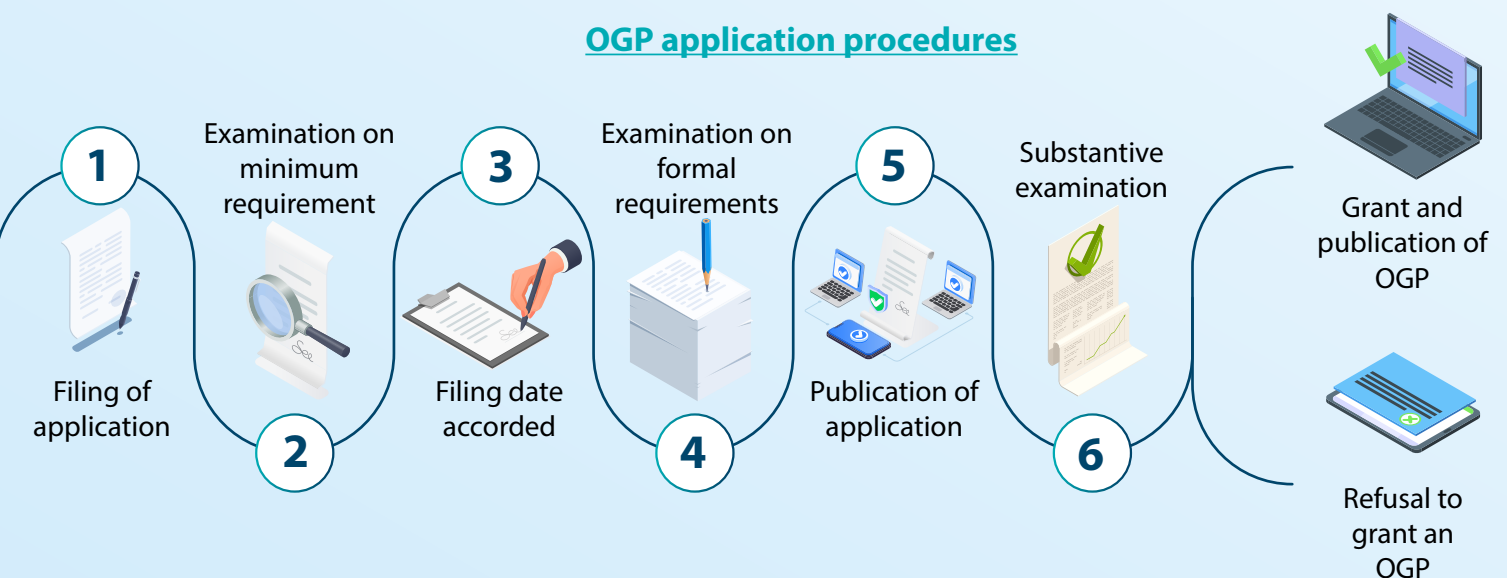 OGP application procedures
1
Filing of
application
Examination on
minimum
requirement
2
3
Filing date
accorded
Examination on
formal
requirements
4
5
Publication of
application
Substantive
examination
6
Grant and
publication of
OGP
Refusal to
grant an
OGP